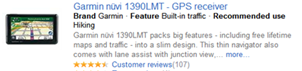 Garmin nüvi 1390LMT - GPS receiver
Brand Garmin · Feature Built-in traffic · Recommended use
Hiking
Garmin nüvi 1390LMT packs big features - including free lifetime
maps and traffic - into a slim design. This thin navigator also
comes with lane assist with junction view,... more...
Customer reviews(107)